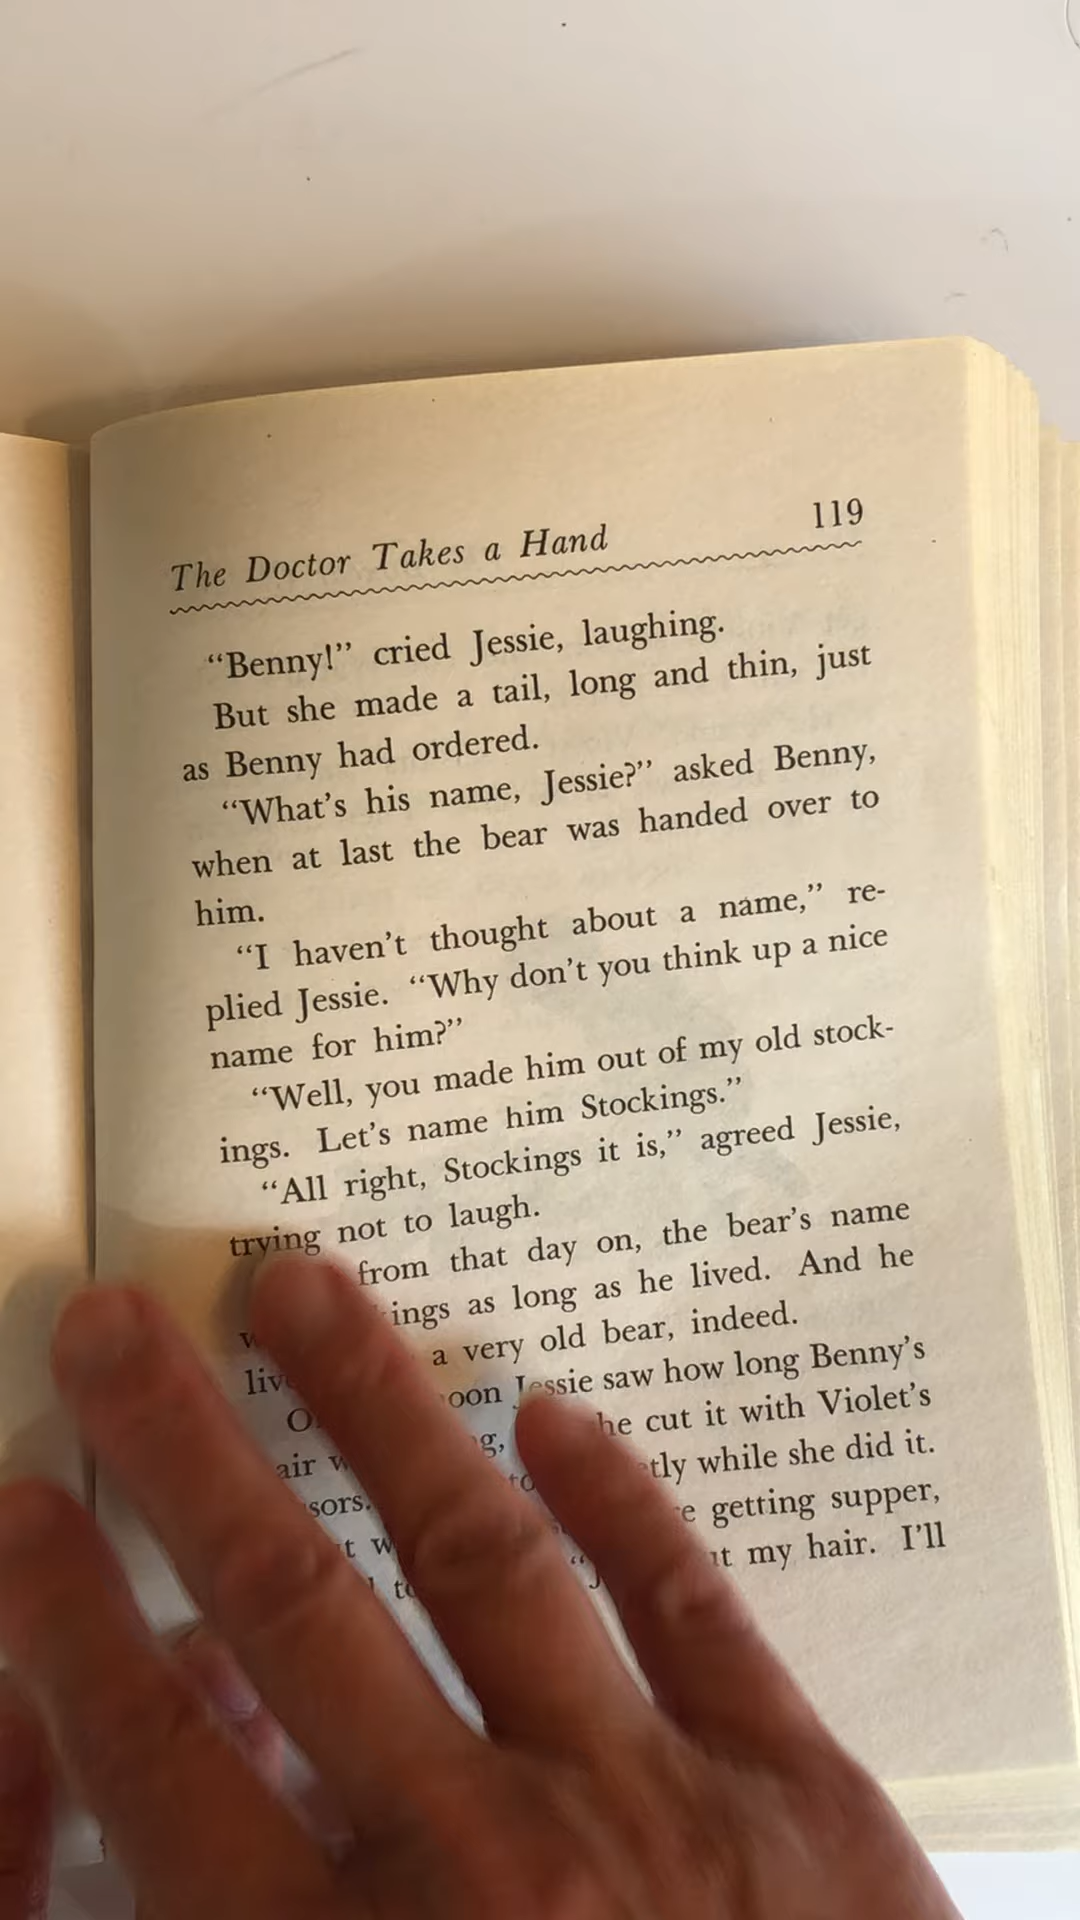 The Doctor Takes a Hand 119
“Benny!” cried Jessie, laughing.
But she made a tail, long and thin, just
as Benny had ordered.
“What’s his name, Jessie?” asked Benny,
when at last the bear was handed over to
him.
“I haven’t thought about a name,” re-
plied Jessie. “Why don’t you think up a nice
name for him?”
“Well, you made him out of my old stock-
ings. Let’s name him Stockings.”
“All right, Stockings it is,” agreed Jessie,
trying not to laugh.
from that day on, the bear’s name
as long as he lived. And he
a very old bear, indeed.
Jessie saw how long Benny’s
cut it with Violet’s
while she did it.
getting supper,
my hair. I’ll